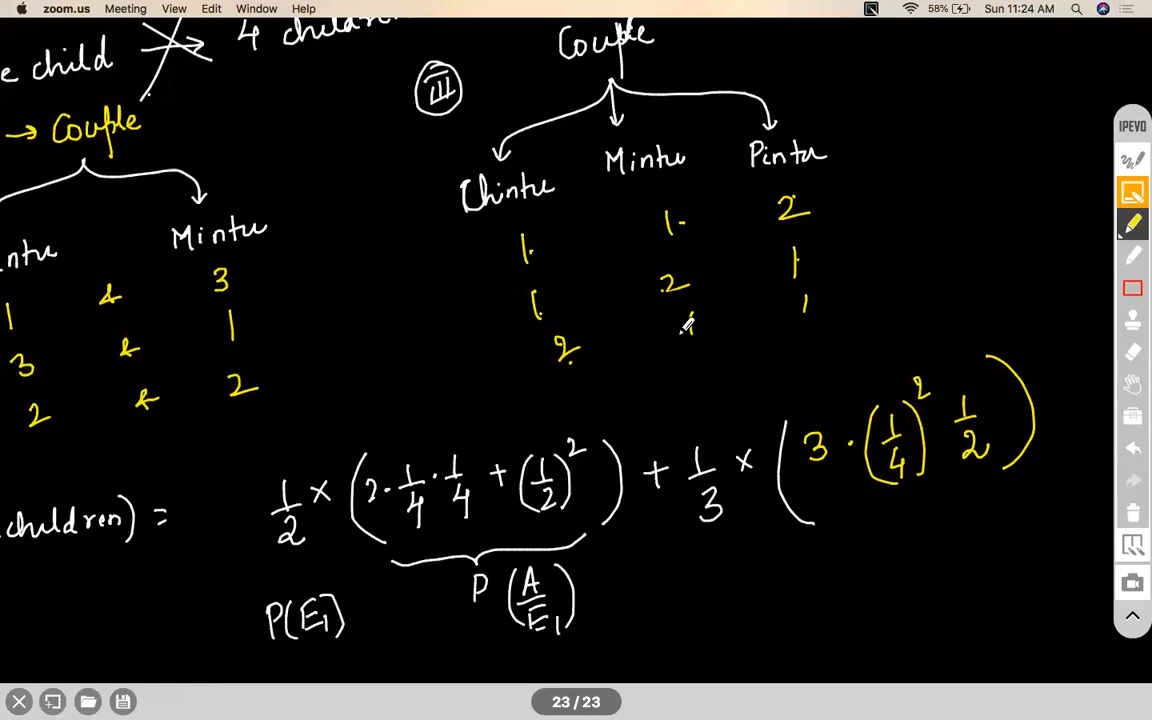 zoom.us Meeting View Edit Window Help 58% Sun 11:24 AM
4 children
e child
→ Couple
Couple
III
Chintu Mintu Pintu
ntu Mintu
1 1 2
1 2 1
2 1 1
1 & 3
3 & 1
2 & 2
children) = 1/2 × (2·1/4·1/4 + (1/2)²) + 1/3 × (3·(1/4)² 1/2)
P(E₁) P(A/E₁)
IPEVO
23 / 23